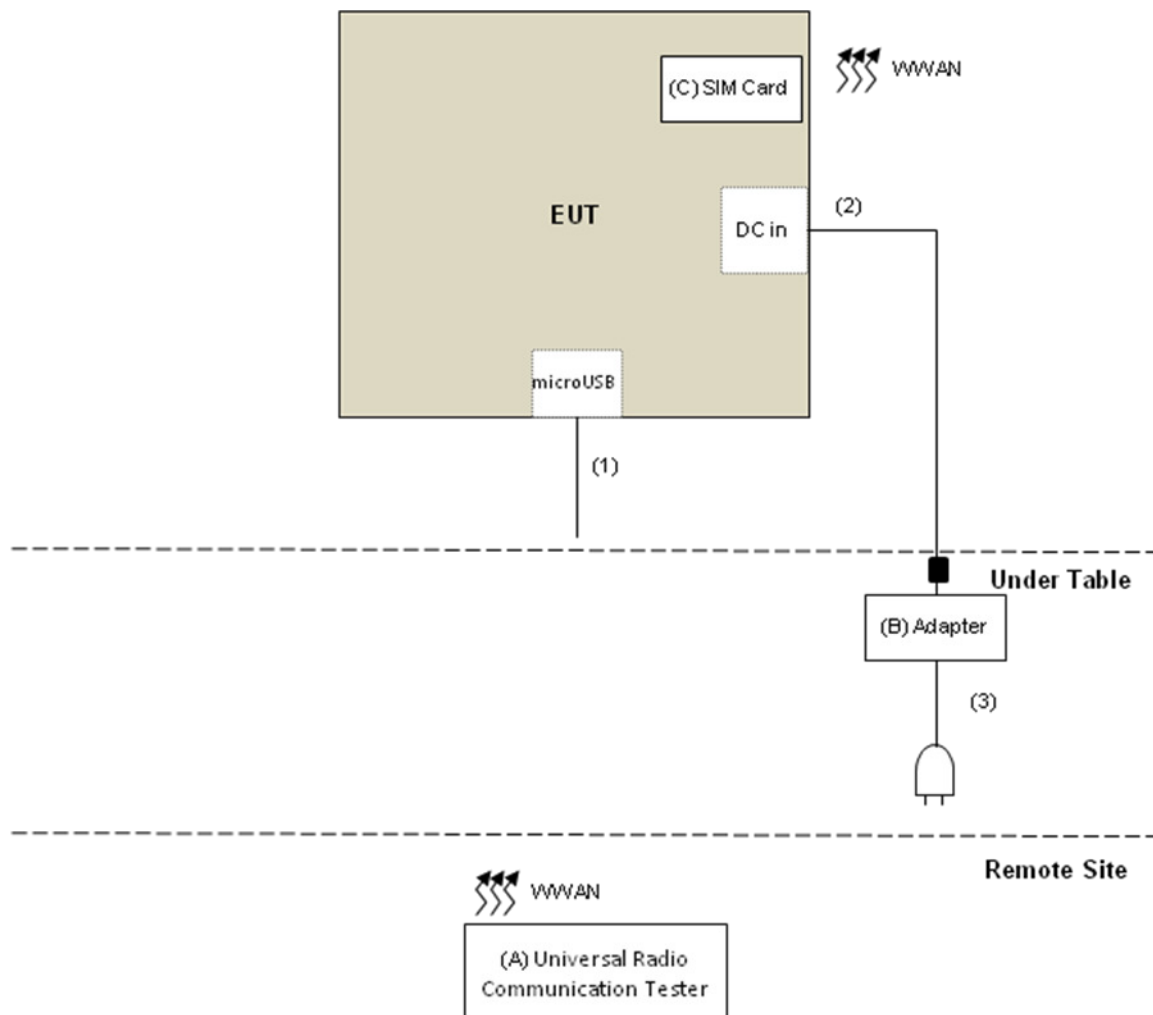 (C) SIM Card
WWAN
EUT
(2)
DC in
microUSB
(1)
Under Table
(B) Adapter
(3)
Remote Site
WWAN
(A) Universal Radio
Communication Tester